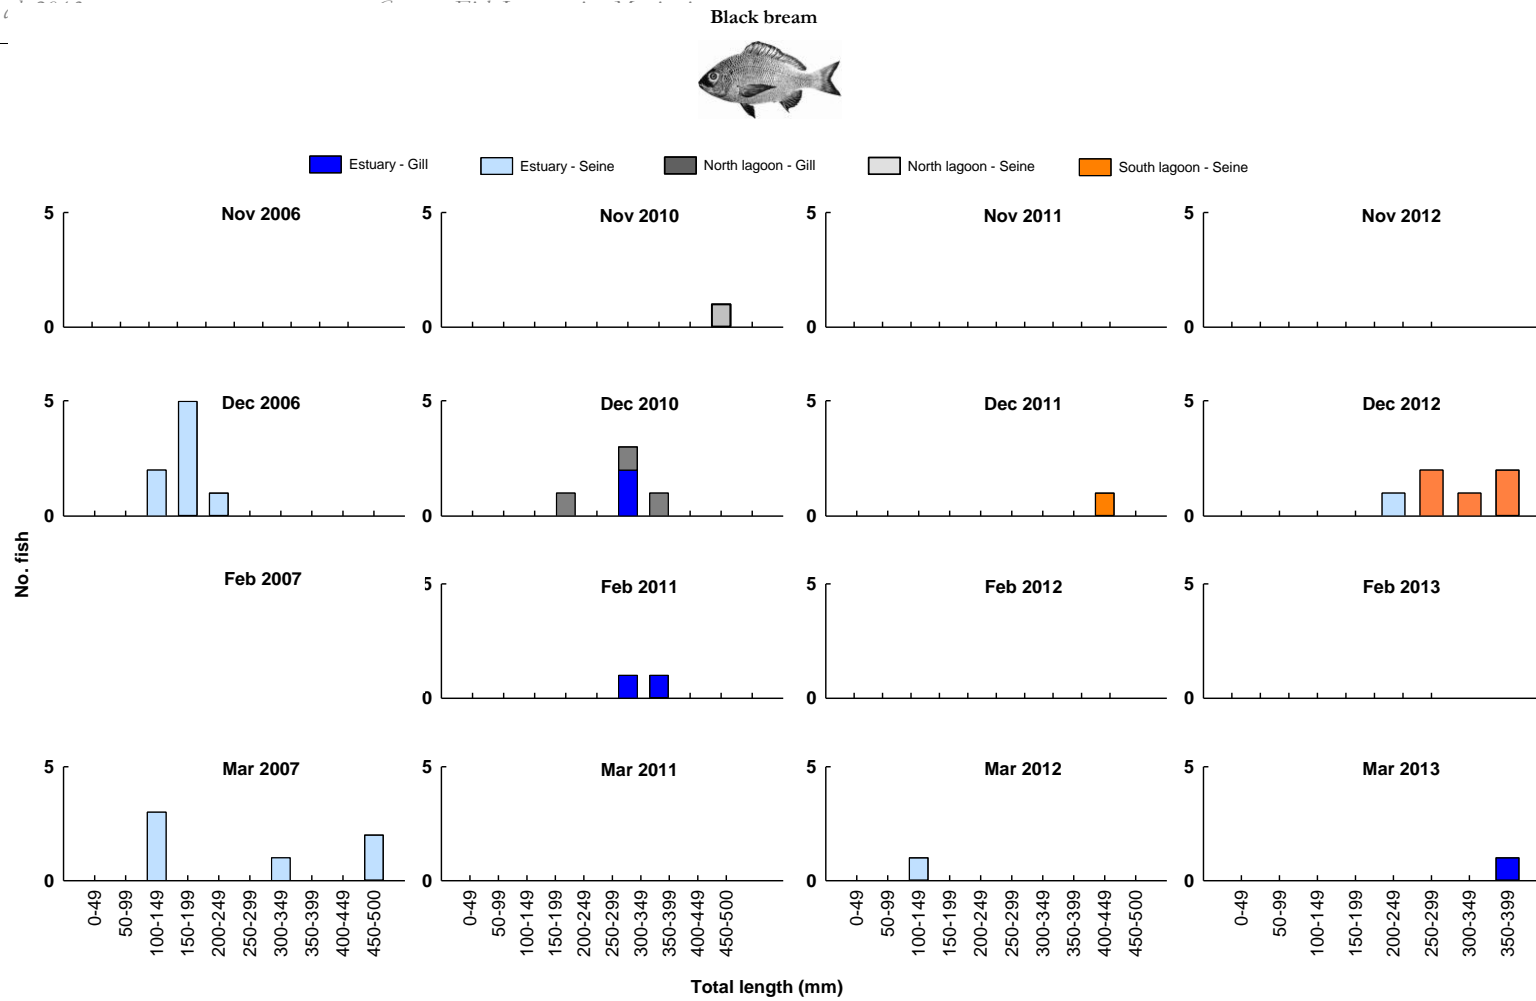 Black bream
Estuary - Gill Estuary - Seine North lagoon - Gill North lagoon - Seine South lagoon - Seine
5 Nov 2006 5 Nov 2010 5 Nov 2011 5 Nov 2012
0 0 0 0
5 Dec 2006 5 Dec 2010 5 Dec 2011 5 Dec 2012
0 0 0 0
No. fish
Feb 2007 5 Feb 2011 5 Feb 2012 5 Feb 2013
0 0 0
5 Mar 2007 5 Mar 2011 5 Mar 2012 5 Mar 2013
0 0 0 0
0-49 50-99 100-149 150-199 200-249 250-299 300-349 350-399 400-449 450-500 0-49 50-99 100-149 150-199 200-249 250-299 300-349 350-399 400-449 450-500 0-49 50-99 100-149 150-199 200-249 250-299 300-349 350-399 400-449 450-500 0-49 50-99 100-149 150-199 200-249 250-299 300-349 350-399
Total length (mm)